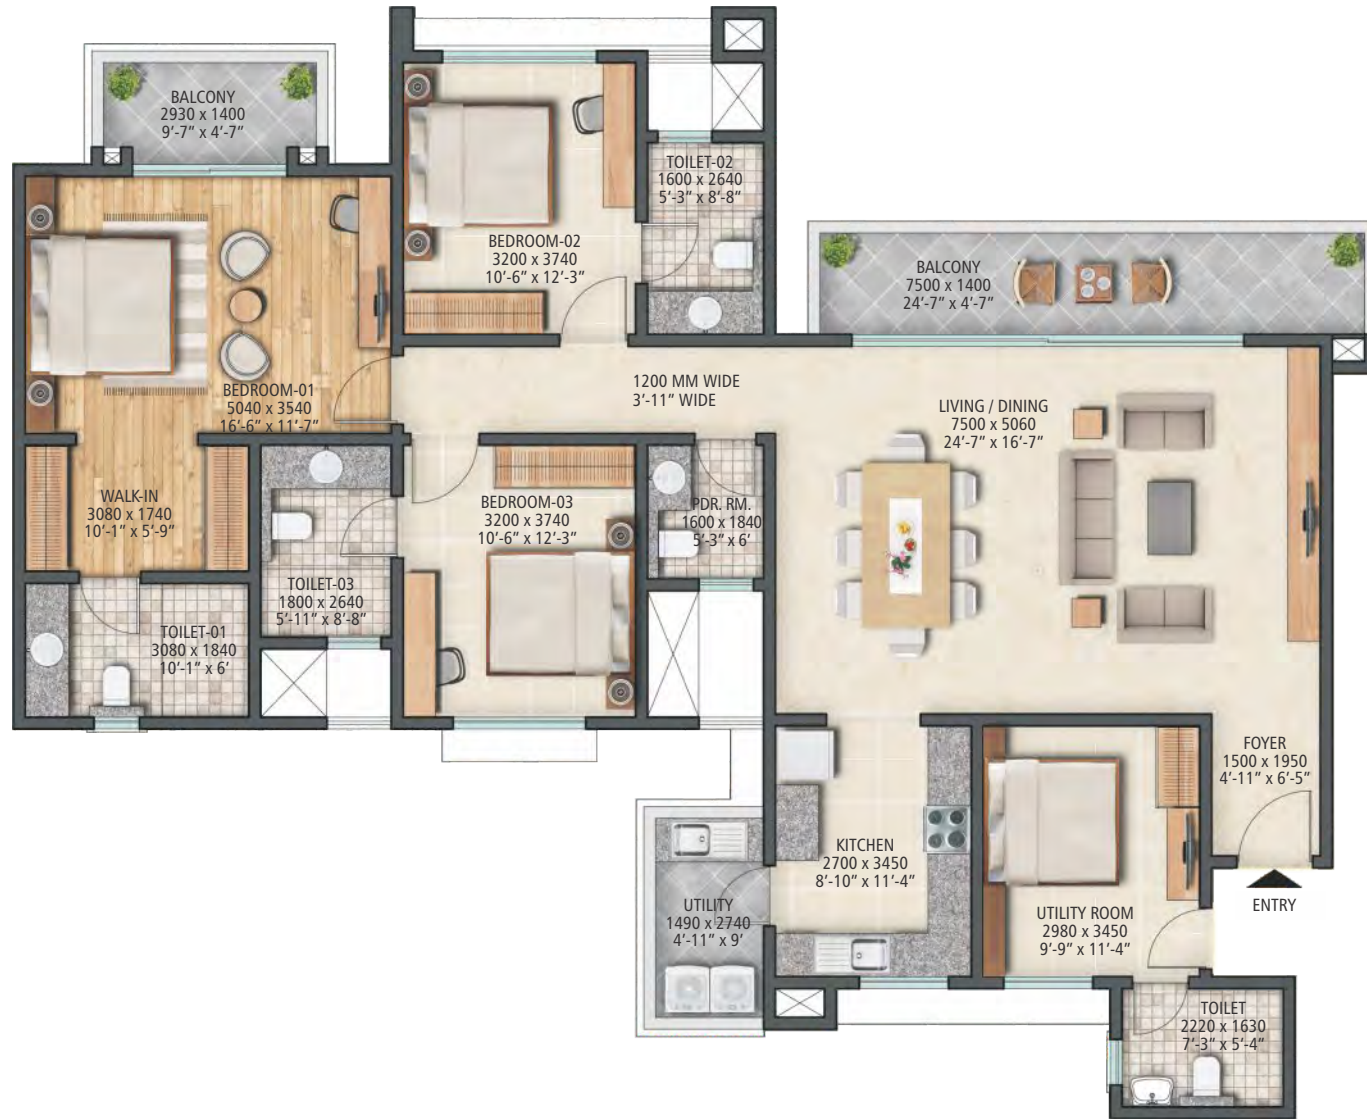 BALCONY
2930 x 1400
9'-7" x 4'-7"
TOILET-02
1600 x 2640
5'-3" x 8'-8"
BEDROOM-02
3200 x 3740
10'-6" x 12'-3"
BALCONY
7500 x 1400
24'-7" x 4'-7"
BEDROOM-01
5040 x 3540
16'-6" x 11'-7"
1200 MM WIDE
3'-11" WIDE
LIVING / DINING
7500 x 5060
24'-7" x 16'-7"
WALK-IN
3080 x 1740
10'-1" x 5'-9"
BEDROOM-03
3200 x 3740
10'-6" x 12'-3"
PDR. RM.
1600 x 1840
5'-3" x 6'
TOILET-03
1800 x 2640
5'-11" x 8'-8"
TOILET-01
3080 x 1840
10'-1" x 6'
FOYER
1500 x 1950
4'-11" x 6'-5"
KITCHEN
2700 x 3450
8'-10" x 11'-4"
UTILITY
1490 x 2740
4'-11" x 9'
UTILITY ROOM
2980 x 3450
9'-9" x 11'-4"
ENTRY
TOILET
2220 x 1630
7'-3" x 5'-4"